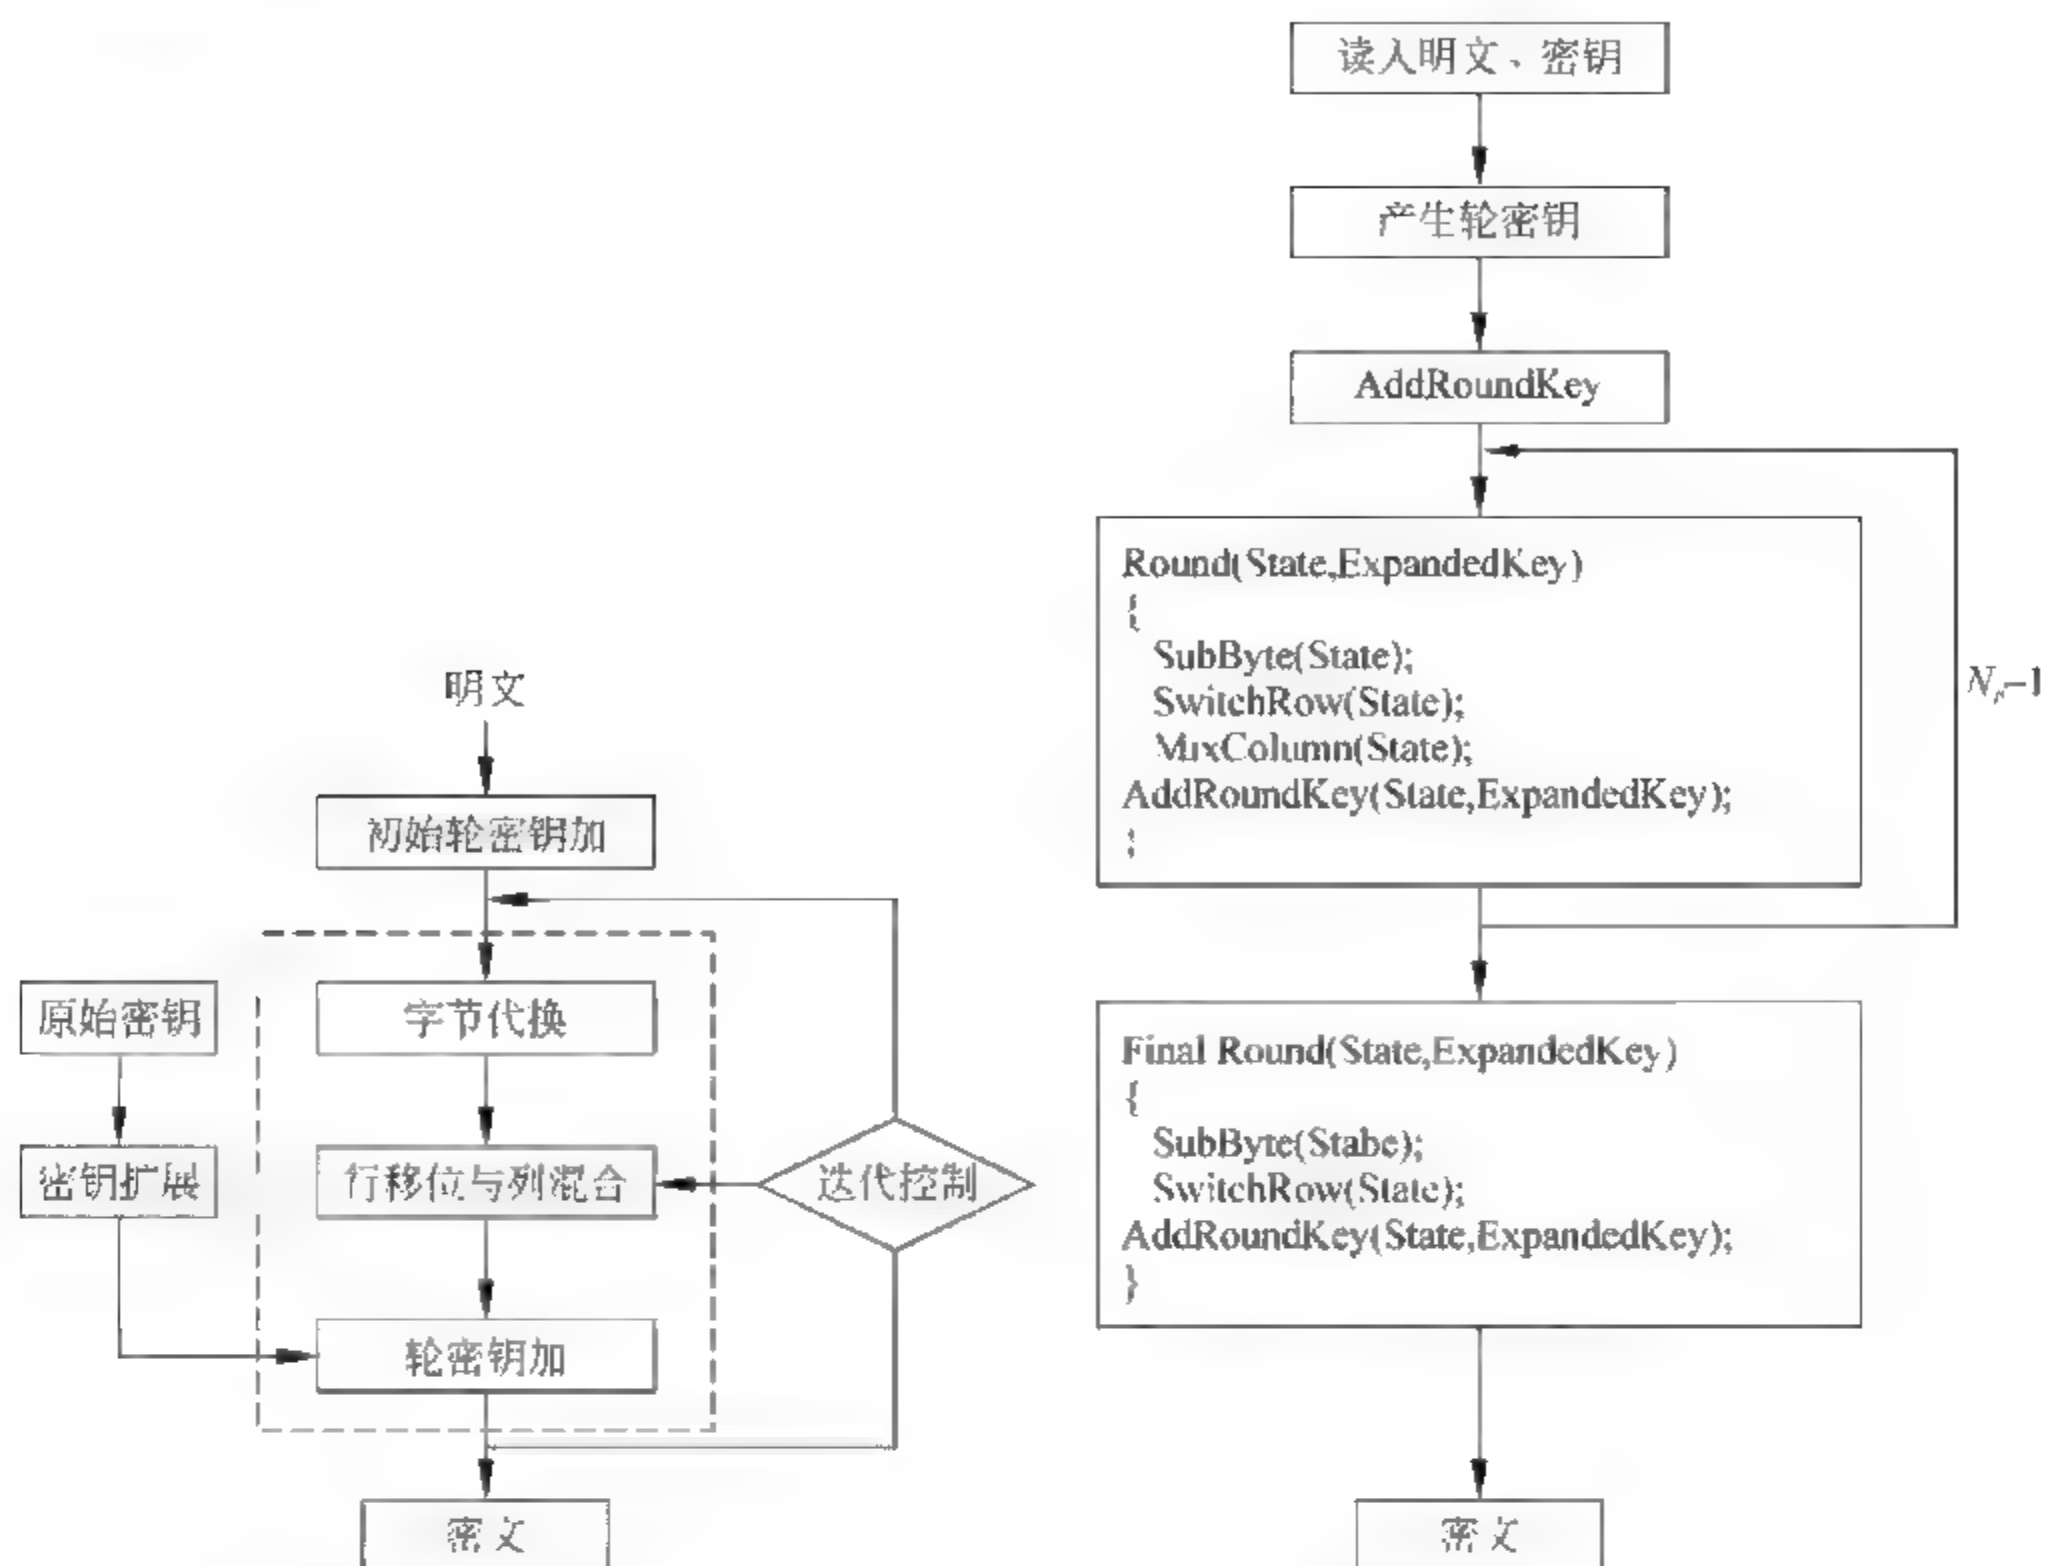 明文
初始轮密钥加
原始密钥
字节代换
密钥扩展
行移位与列混合
迭代控制
轮密钥加
密文
读入明文、密钥
产生轮密钥
AddRoundKey
Round(State,ExpandedKey)
{
SubByte(State);
SwitchRow(State);
MixColumn(State);
AddRoundKey(State,ExpandedKey);
}
Nr–1
Final Round(State,ExpandedKey)
{
SubByte(Stabe);
SwitchRow(State);
AddRoundKey(State,ExpandedKey);
}
密文